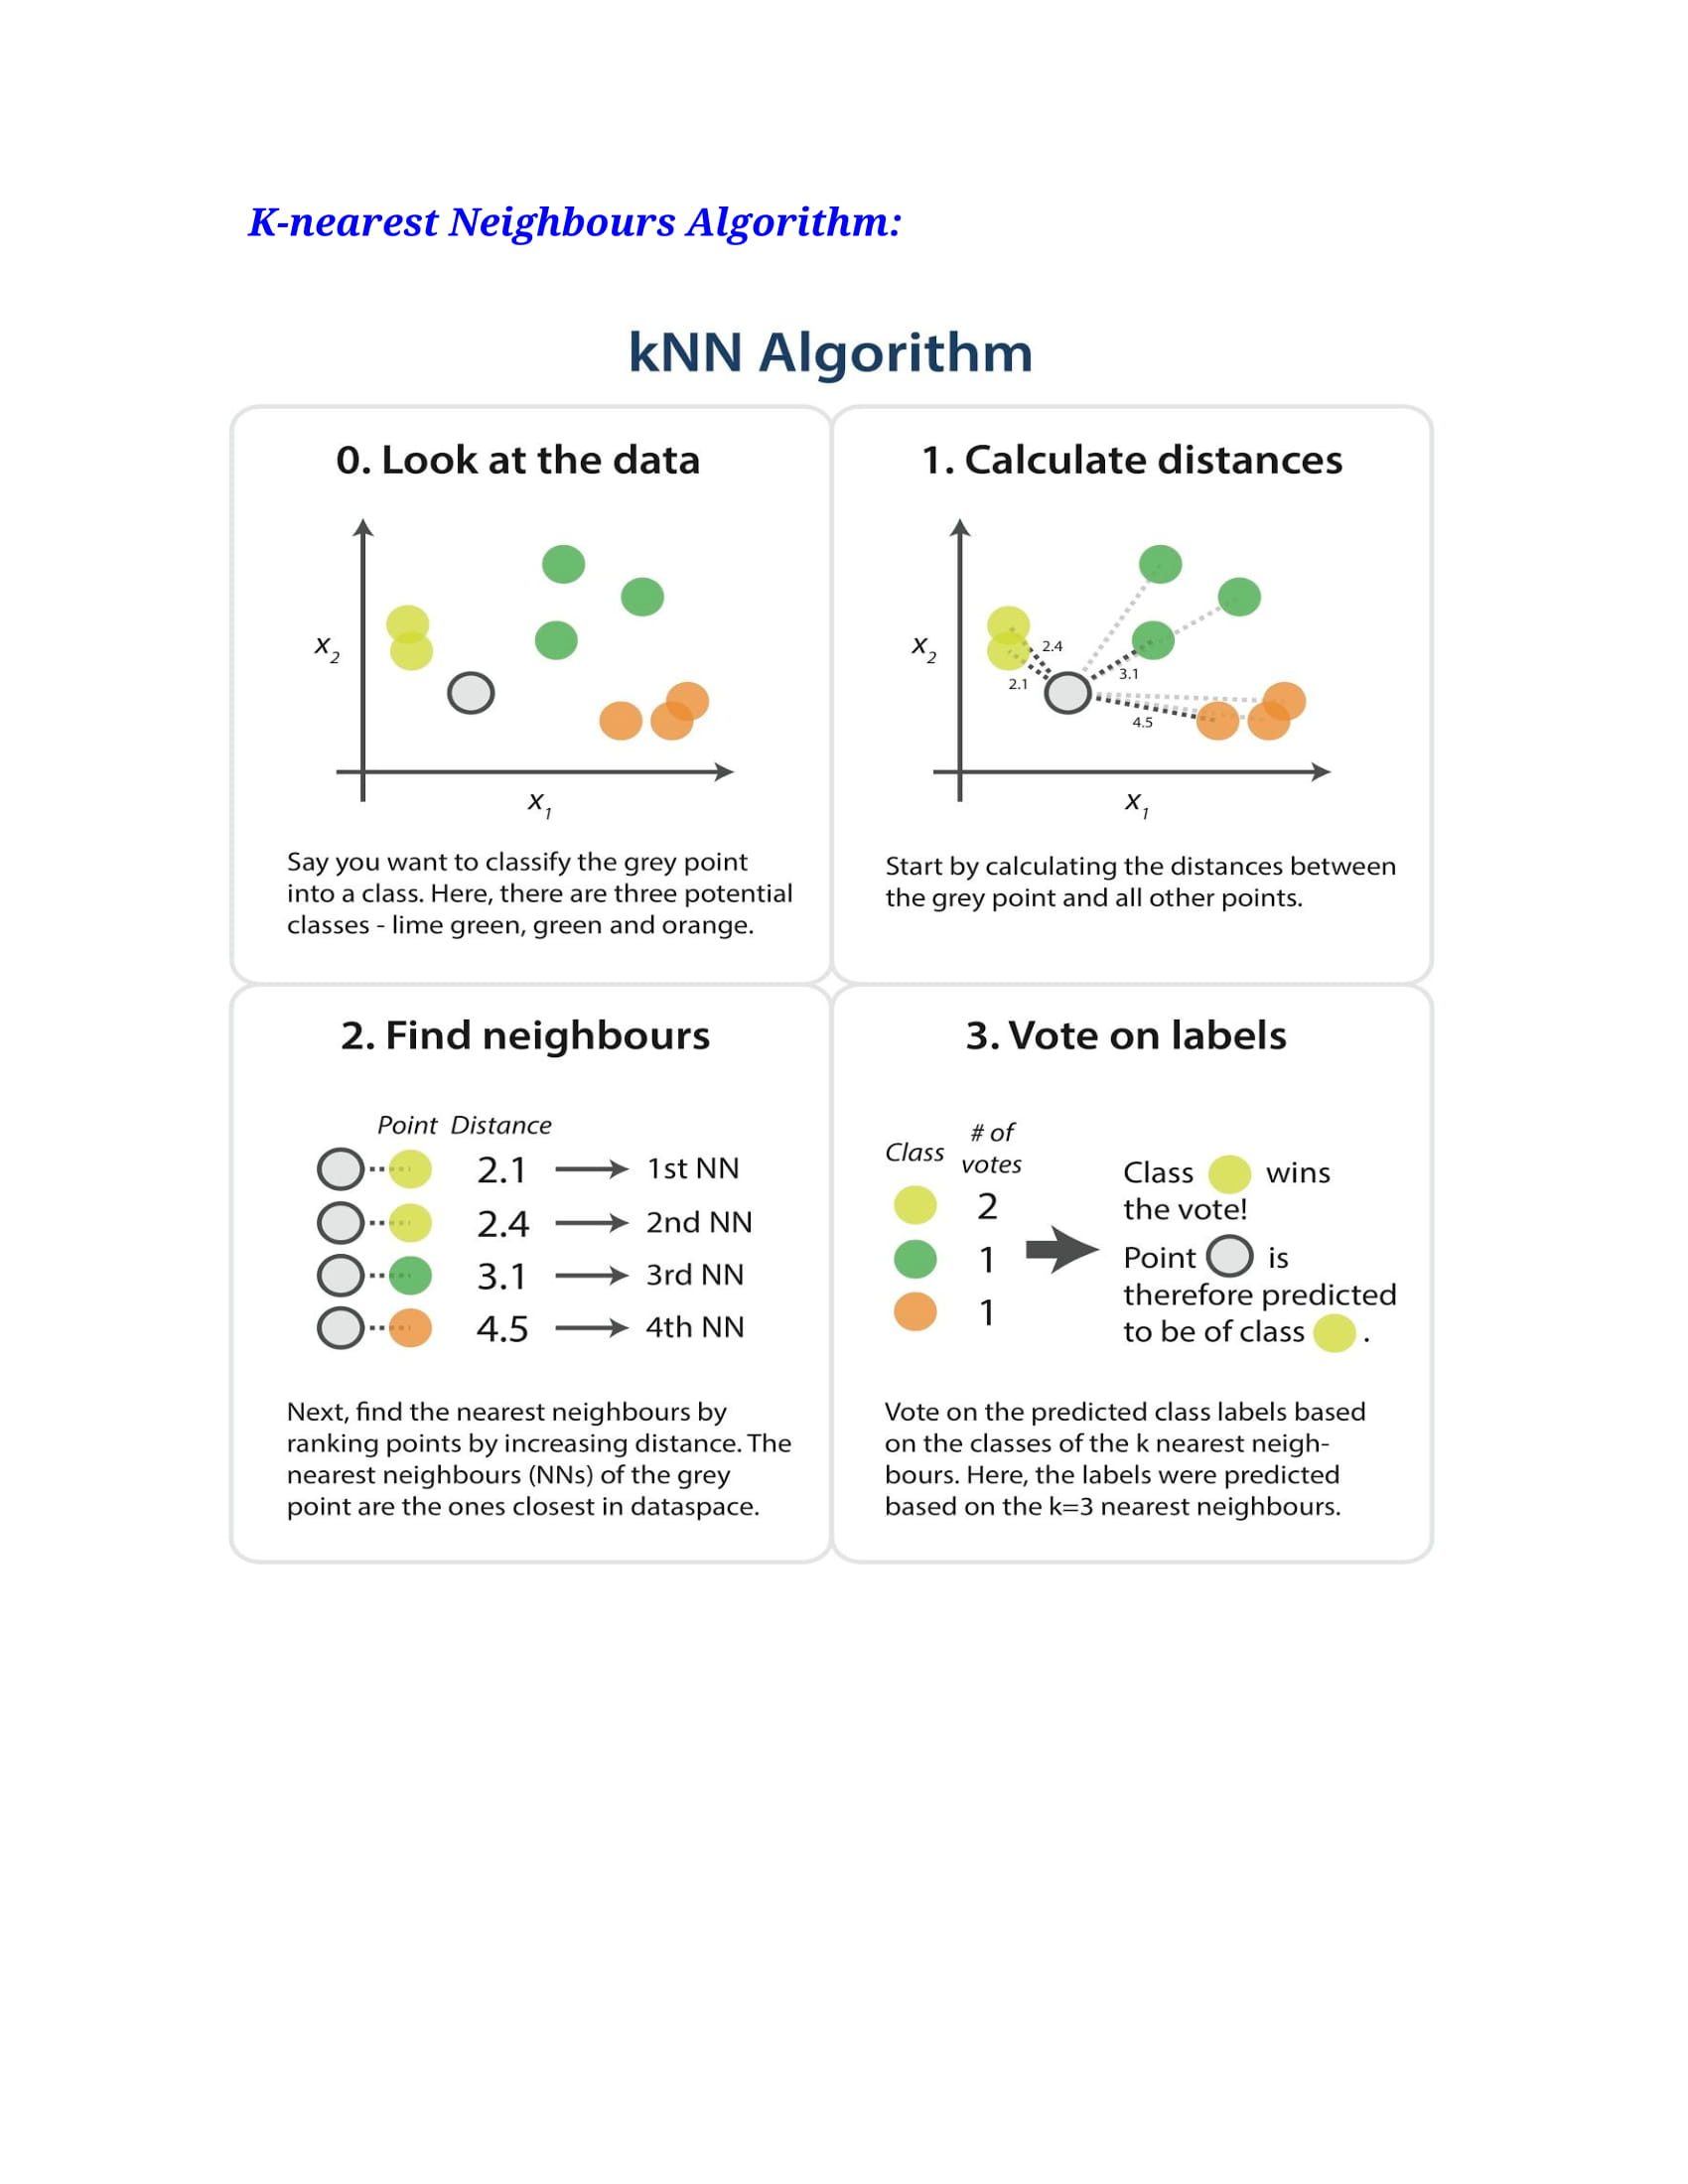 K-nearest Neighbours Algorithm:
kNN Algorithm
0. Look at the data
x2
x1
Say you want to classify the grey point
into a class. Here, there are three potential
classes - lime green, green and orange.
1. Calculate distances
x2
2.4
2.1
3.1
4.5
x1
Start by calculating the distances between
the grey point and all other points.
2. Find neighbours
Point Distance
2.1 1st NN
2.4 2nd NN
3.1 3rd NN
4.5 4th NN
Next, find the nearest neighbours by
ranking points by increasing distance. The
nearest neighbours (NNs) of the grey
point are the ones closest in dataspace.
3. Vote on labels
Class # of
votes
2
1
1
Class wins
the vote!
Point is
therefore predicted
to be of class .
Vote on the predicted class labels based
on the classes of the k nearest neigh-
bours. Here, the labels were predicted
based on the k=3 nearest neighbours.